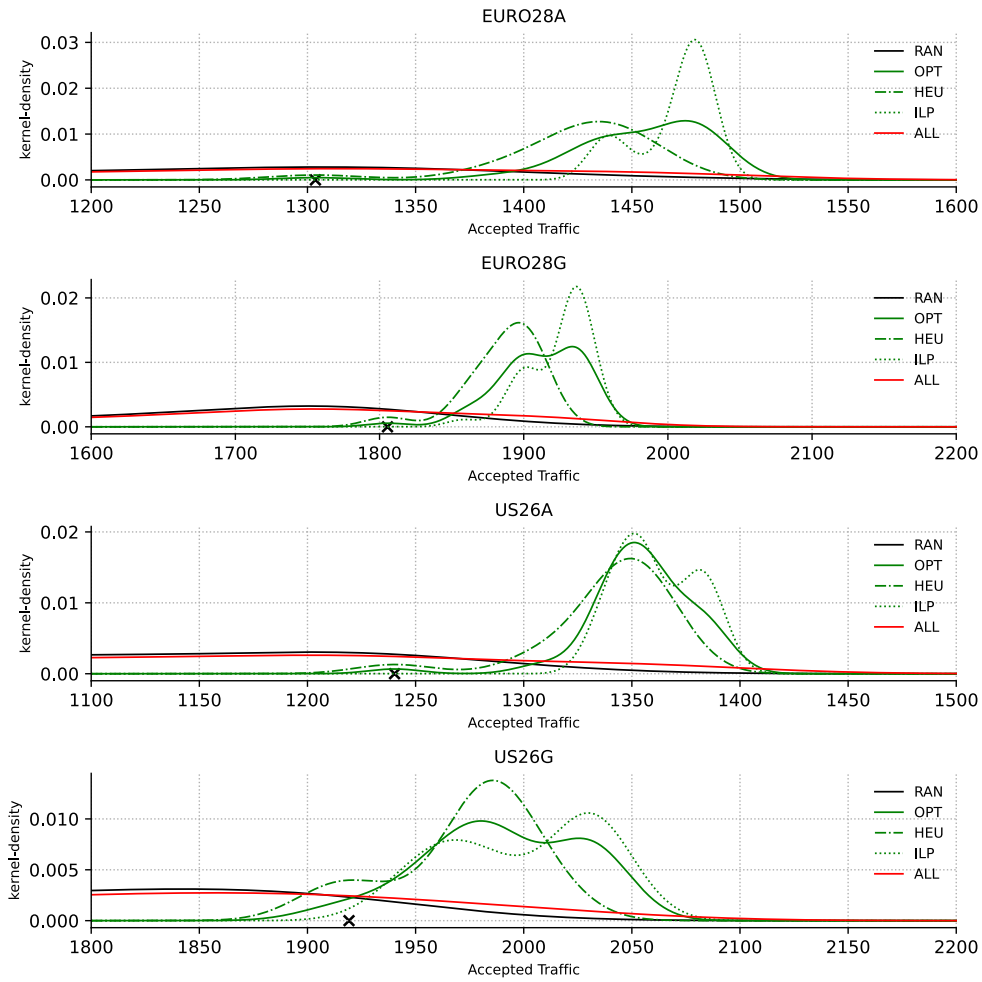 EURO28A
kernel-density
0.03
0.02
0.01
0.00
RAN
OPT
HEU
ILP
ALL
1200 1250 1300 1350 1400 1450 1500 1550 1600
Accepted Traffic
EURO28G
kernel-density
0.02
0.01
0.00
RAN
OPT
HEU
ILP
ALL
1600 1700 1800 1900 2000 2100 2200
Accepted Traffic
US26A
kernel-density
0.02
0.01
0.00
RAN
OPT
HEU
ILP
ALL
1100 1150 1200 1250 1300 1350 1400 1450 1500
Accepted Traffic
US26G
kernel-density
0.010
0.005
0.000
RAN
OPT
HEU
ILP
ALL
1800 1850 1900 1950 2000 2050 2100 2150 2200
Accepted Traffic